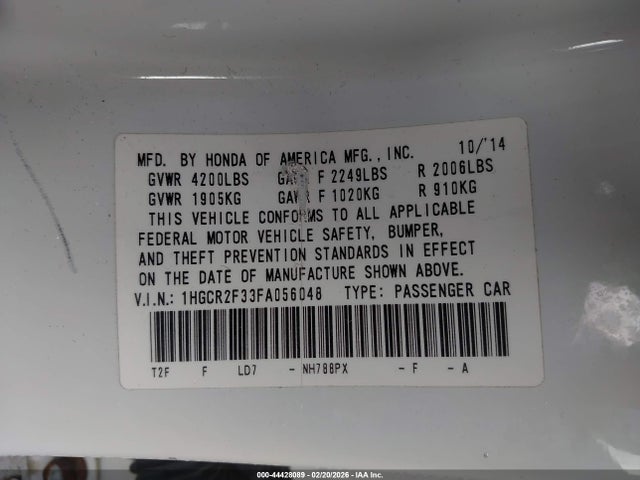 MFD. BY HONDA OF AMERICA MFG., INC. 10/'14
GVWR 4200LBS GAWR F 2249LBS R 2006LBS
GVWR 1905KG GAWR F 1020KG R 910KG
THIS VEHICLE CONFORMS TO ALL APPLICABLE
FEDERAL MOTOR VEHICLE SAFETY, BUMPER,
AND THEFT PREVENTION STANDARDS IN EFFECT
ON THE DATE OF MANUFACTURE SHOWN ABOVE.
V.I.N.: 1HGCR2F33FA056048 TYPE: PASSENGER CAR
T2F F LD7 - NH788PX - F - A
000-44428089 - 02/20/2026 - IAA Inc.